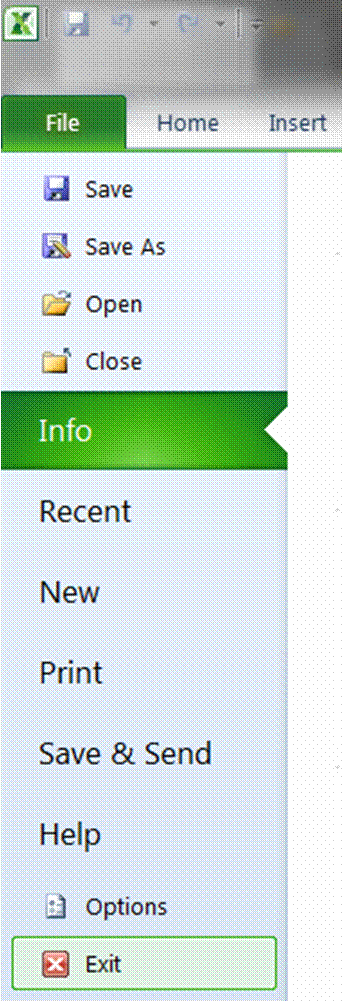 File Home Insert
Save
Save As
Open
Close
Info
Recent
New
Print
Save & Send
Help
Options
Exit